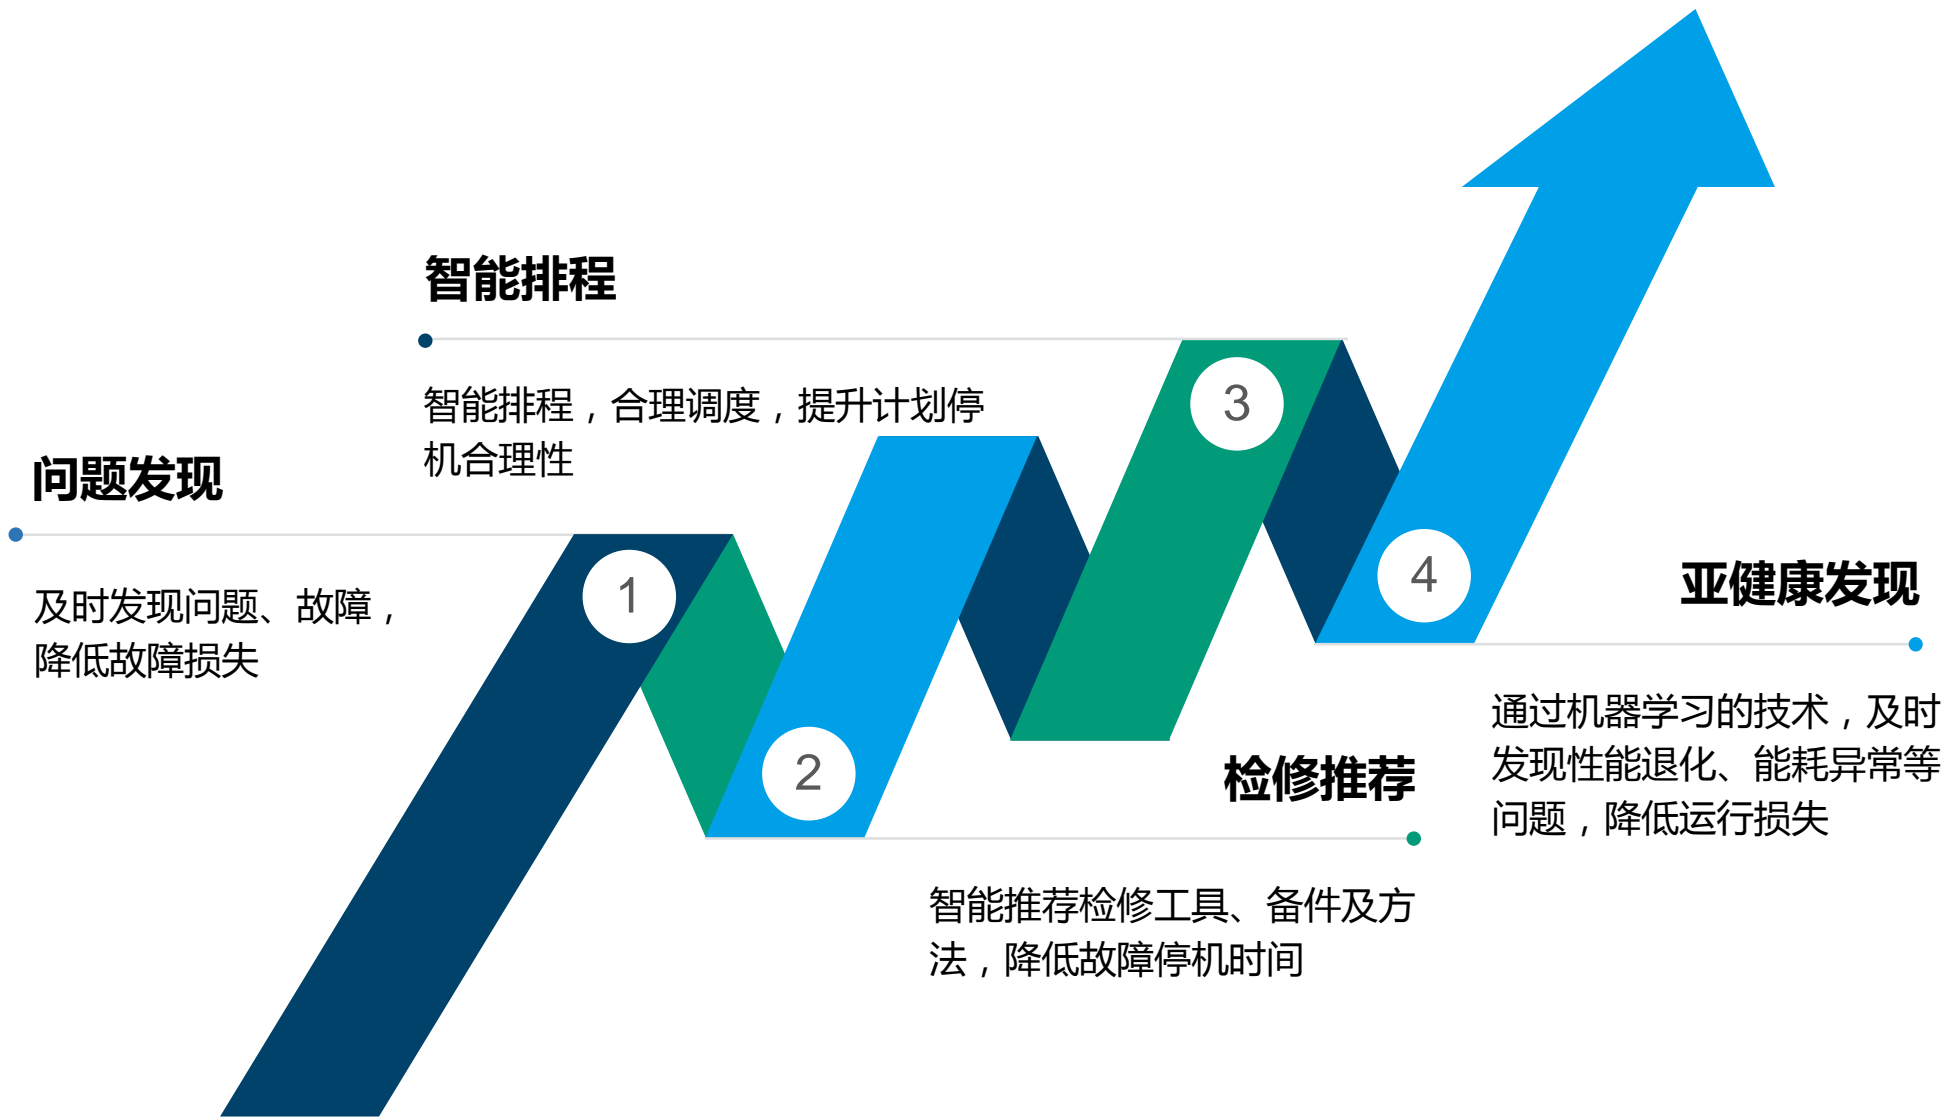 问题发现
及时发现问题、故障，
降低故障损失
1
2
检修推荐
智能推荐检修工具、备件及方
法，降低故障停机时间
智能排程
智能排程，合理调度，提升计划停
机合理性
3
4
亚健康发现
通过机器学习的技术，及时
发现性能退化、能耗异常等
问题，降低运行损失